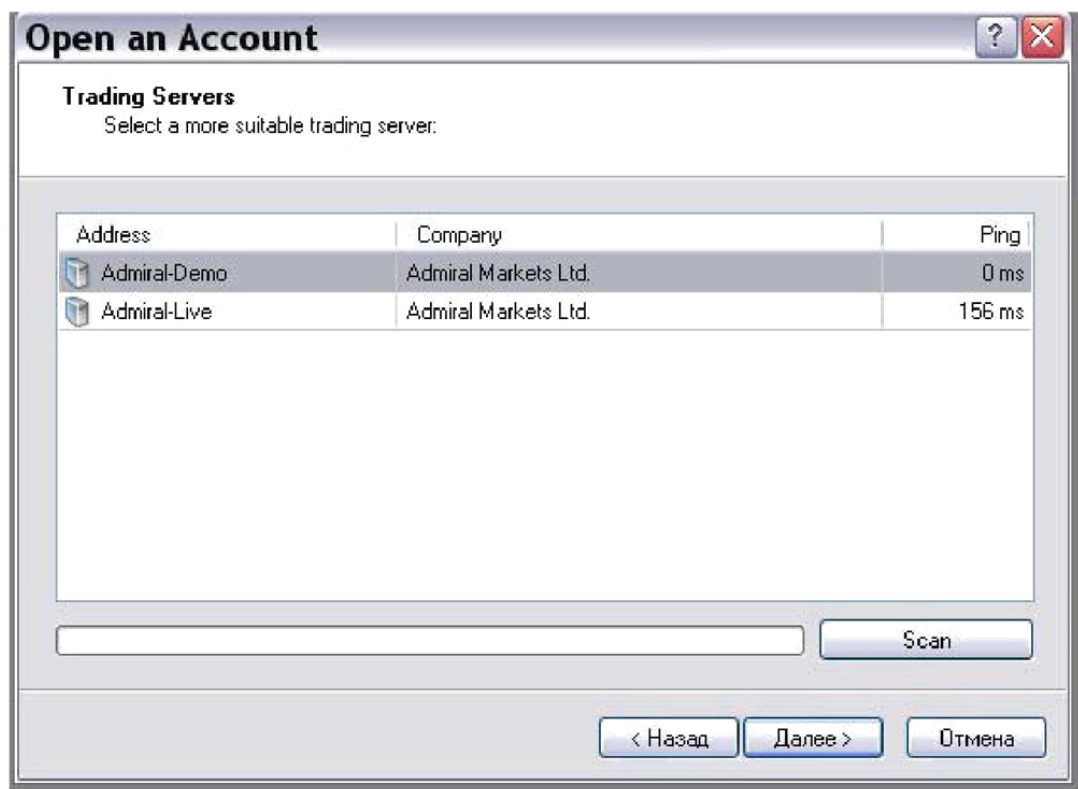 Open an Account
Trading Servers
Select a more suitable trading server:
Address Company Ping
Admiral-Demo Admiral Markets Ltd. 0 ms
Admiral-Live Admiral Markets Ltd. 156 ms
Scan
< Назад Далее > Отмена